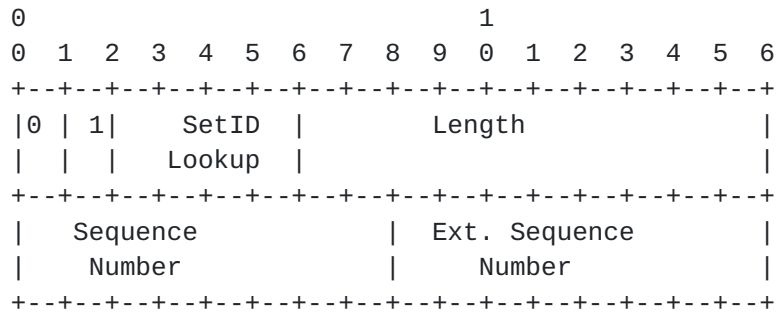 0                             1
0  1  2  3  4  5  6  7  8  9  0  1  2  3  4  5  6
+--+--+--+--+--+--+--+--+--+--+--+--+--+--+--+--+
|0 | 1|    SetID  |        Length               |
|  |  |   Lookup  |                             |
+--+--+--+--+--+--+--+--+--+--+--+--+--+--+--+--+
|   Sequence            |  Ext. Sequence        |
|    Number             |     Number            |
+--+--+--+--+--+--+--+--+--+--+--+--+--+--+--+--+